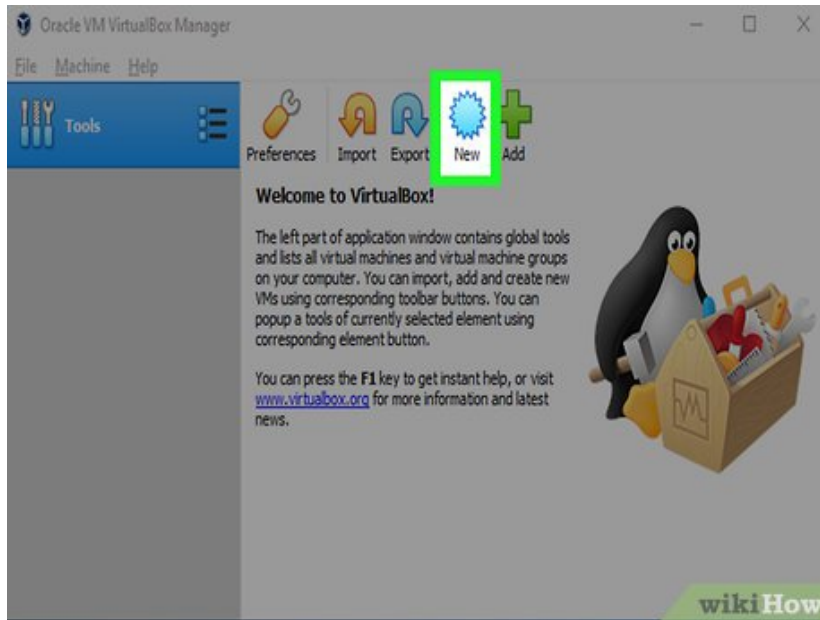 Oracle VM VirtualBox Manager
File Machine Help
Tools
Preferences Import Export New Add
Welcome to VirtualBox!
The left part of application window contains global tools
and lists all virtual machines and virtual machine groups
on your computer. You can import, add and create new
VMs using corresponding toolbar buttons. You can
popup a tools of currently selected element using
corresponding element button.
You can press the F1 key to get instant help, or visit
www.virtualbox.org for more information and latest
news.
wikiHow